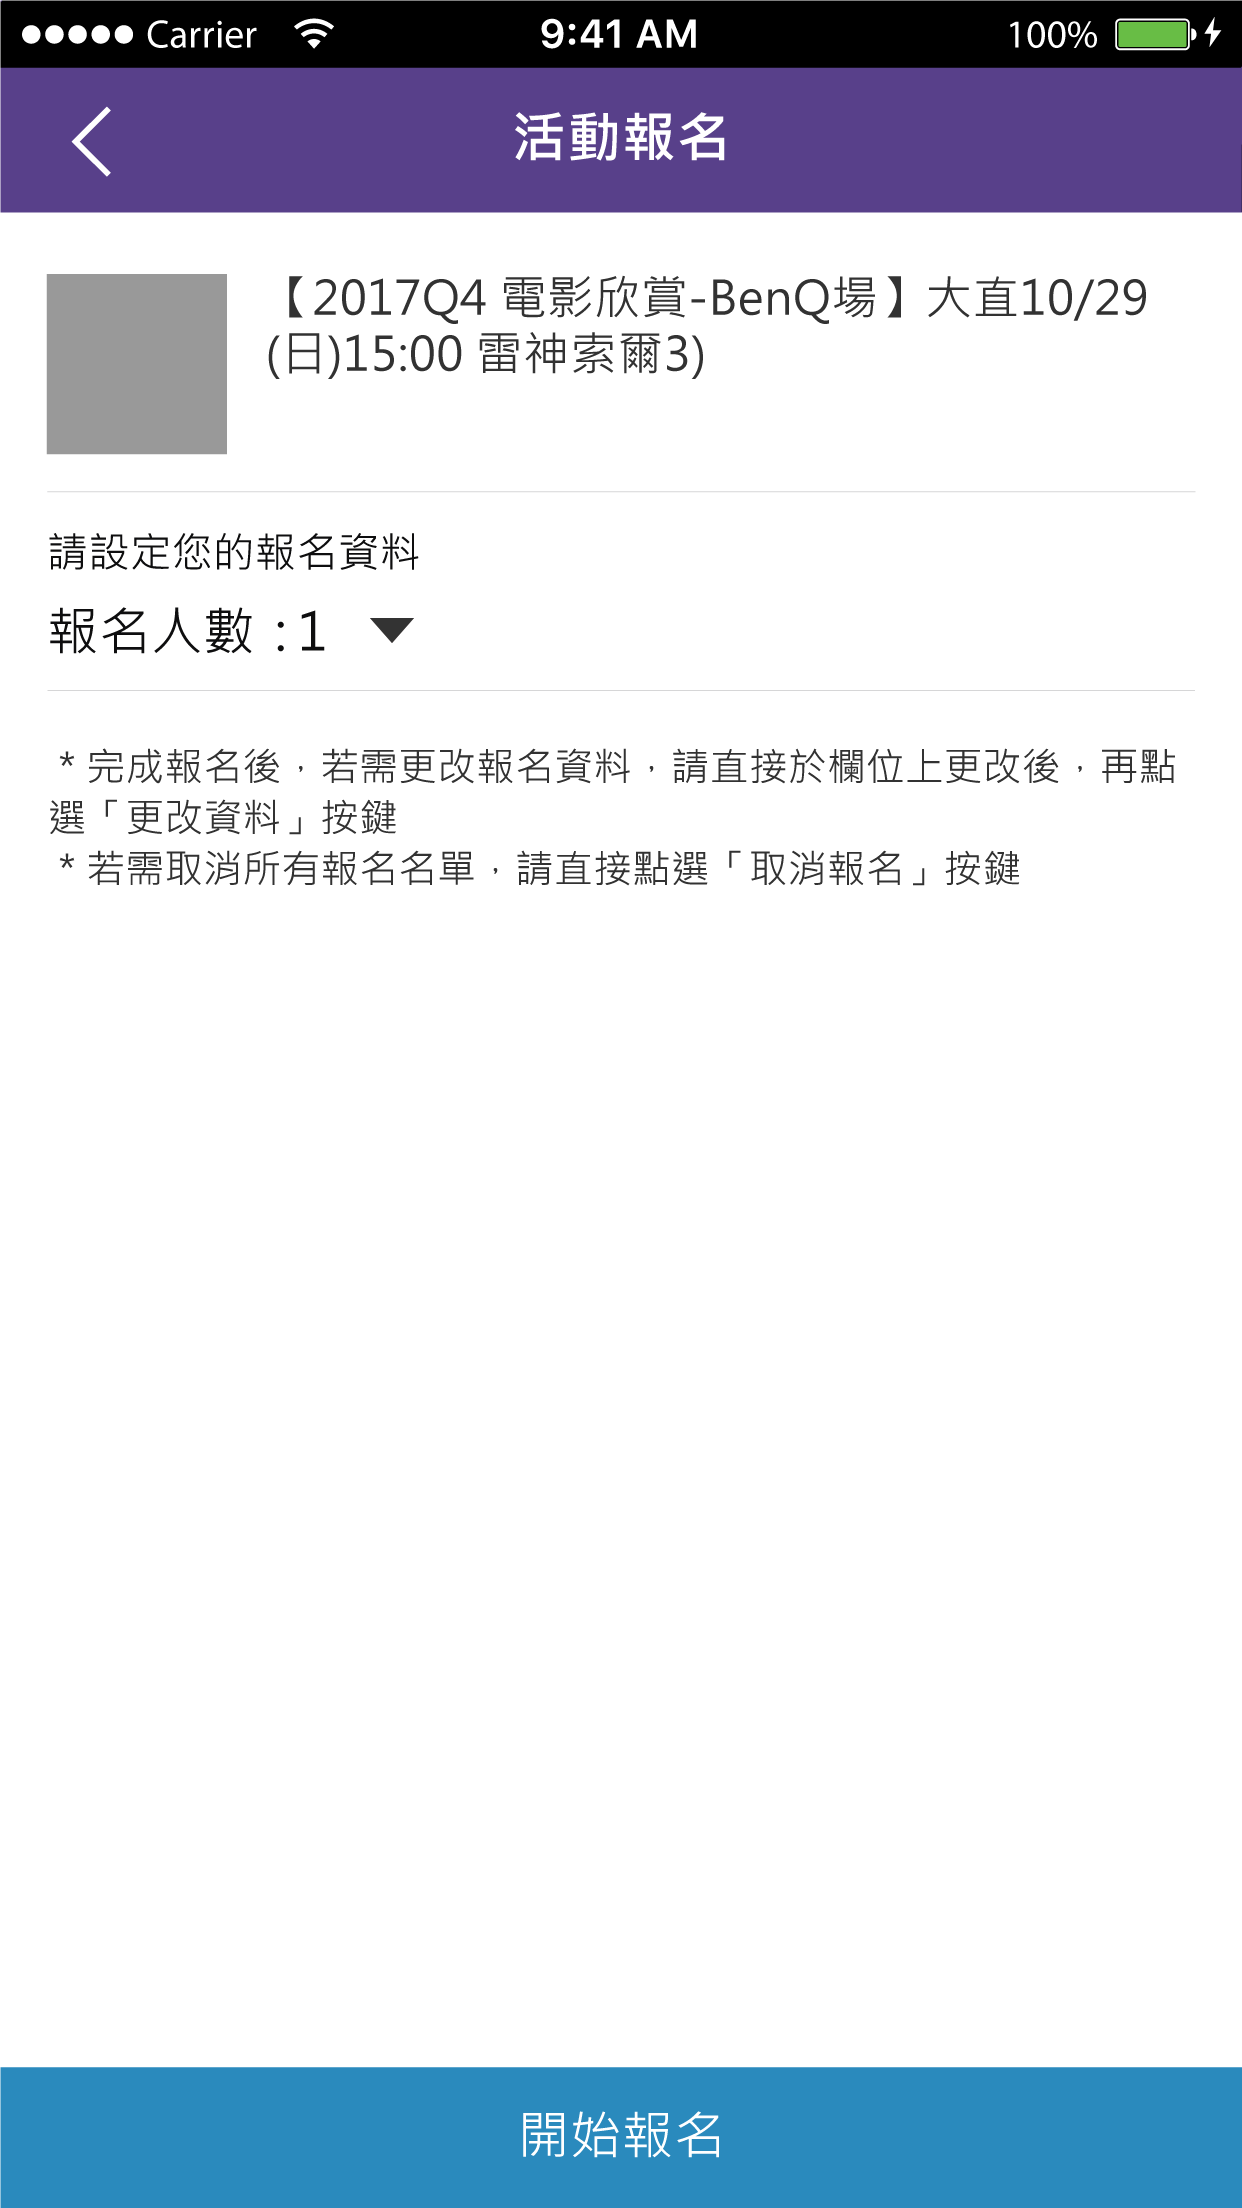 Carrier 9:41 AM 100%
活動報名
【2017Q4 電影欣賞-BenQ場】大直10/29
(日)15:00 雷神索爾3)
請設定您的報名資料
報名人數 : 1
* 完成報名後，若需更改報名資料，請直接於欄位上更改後，再點
選「更改資料」按鍵
* 若需取消所有報名名單，請直接點選「取消報名」按鍵
開始報名